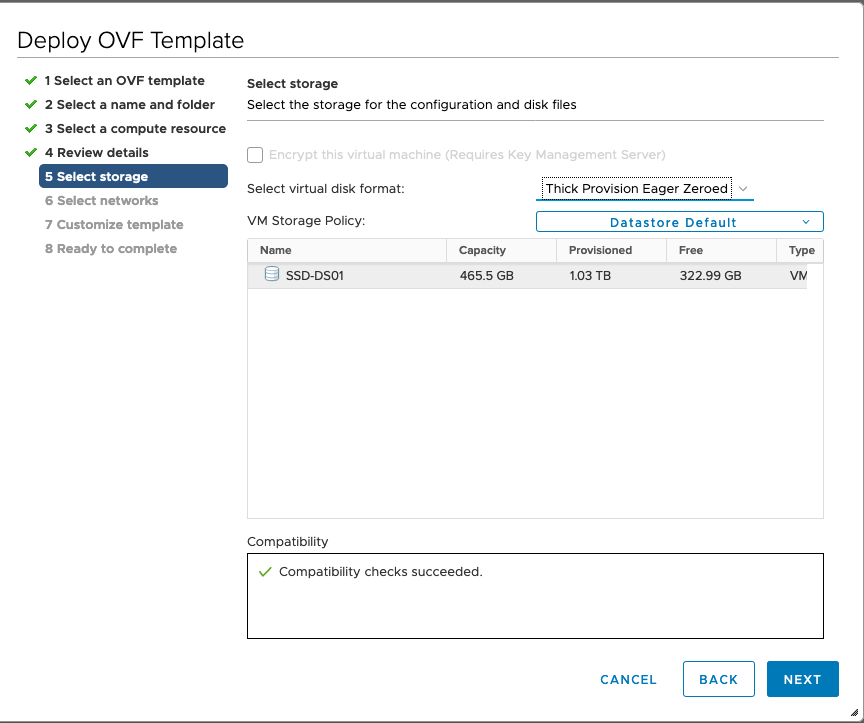 Deploy OVF Template
1 Select an OVF template
2 Select a name and folder
3 Select a compute resource
4 Review details
5 Select storage
6 Select networks
7 Customize template
8 Ready to complete
Select storage
Select the storage for the configuration and disk files
Encrypt this virtual machine (Requires Key Management Server)
Select virtual disk format: Thick Provision Eager Zeroed
VM Storage Policy: Datastore Default
Name Capacity Provisioned Free Type
SSD-DS01 465.5 GB 1.03 TB 322.99 GB VM
Compatibility
Compatibility checks succeeded.
CANCEL BACK NEXT